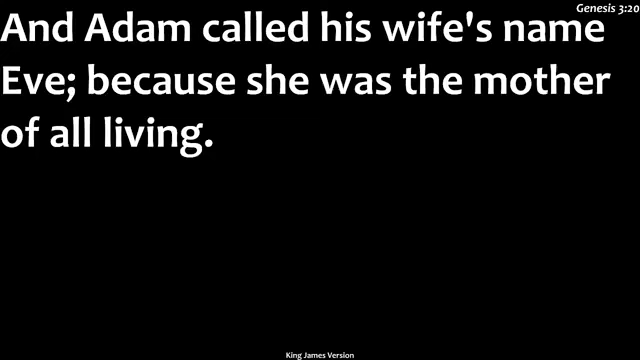 Genesis 3:20
And Adam called his wife's name
Eve; because she was the mother
of all living.
King James Version